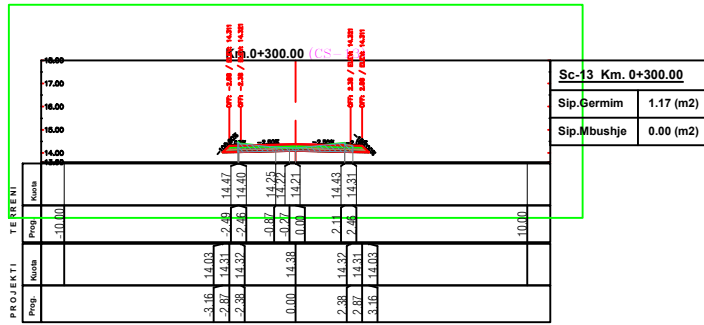 Km.0+300.00 (CS-13)
18.00
17.00
16.00
15.00
14.00
Sc-13 Km. 0+300.00
Sip.Germim 1.17 (m2)
Sip.Mbushje 0.00 (m2)
TERRENI
Kuota 14.47 14.40 14.25 14.22 14.21 14.43 14.31
Prog. -10.00 -2.49 -2.46 -0.87 -0.27 0.00 2.11 2.46 10.00
PROJEKTI
Kuota 14.03 14.31 14.32 14.38 14.32 14.31 14.03
Prog. -3.16 -2.87 -2.38 0.00 2.38 2.87 3.16